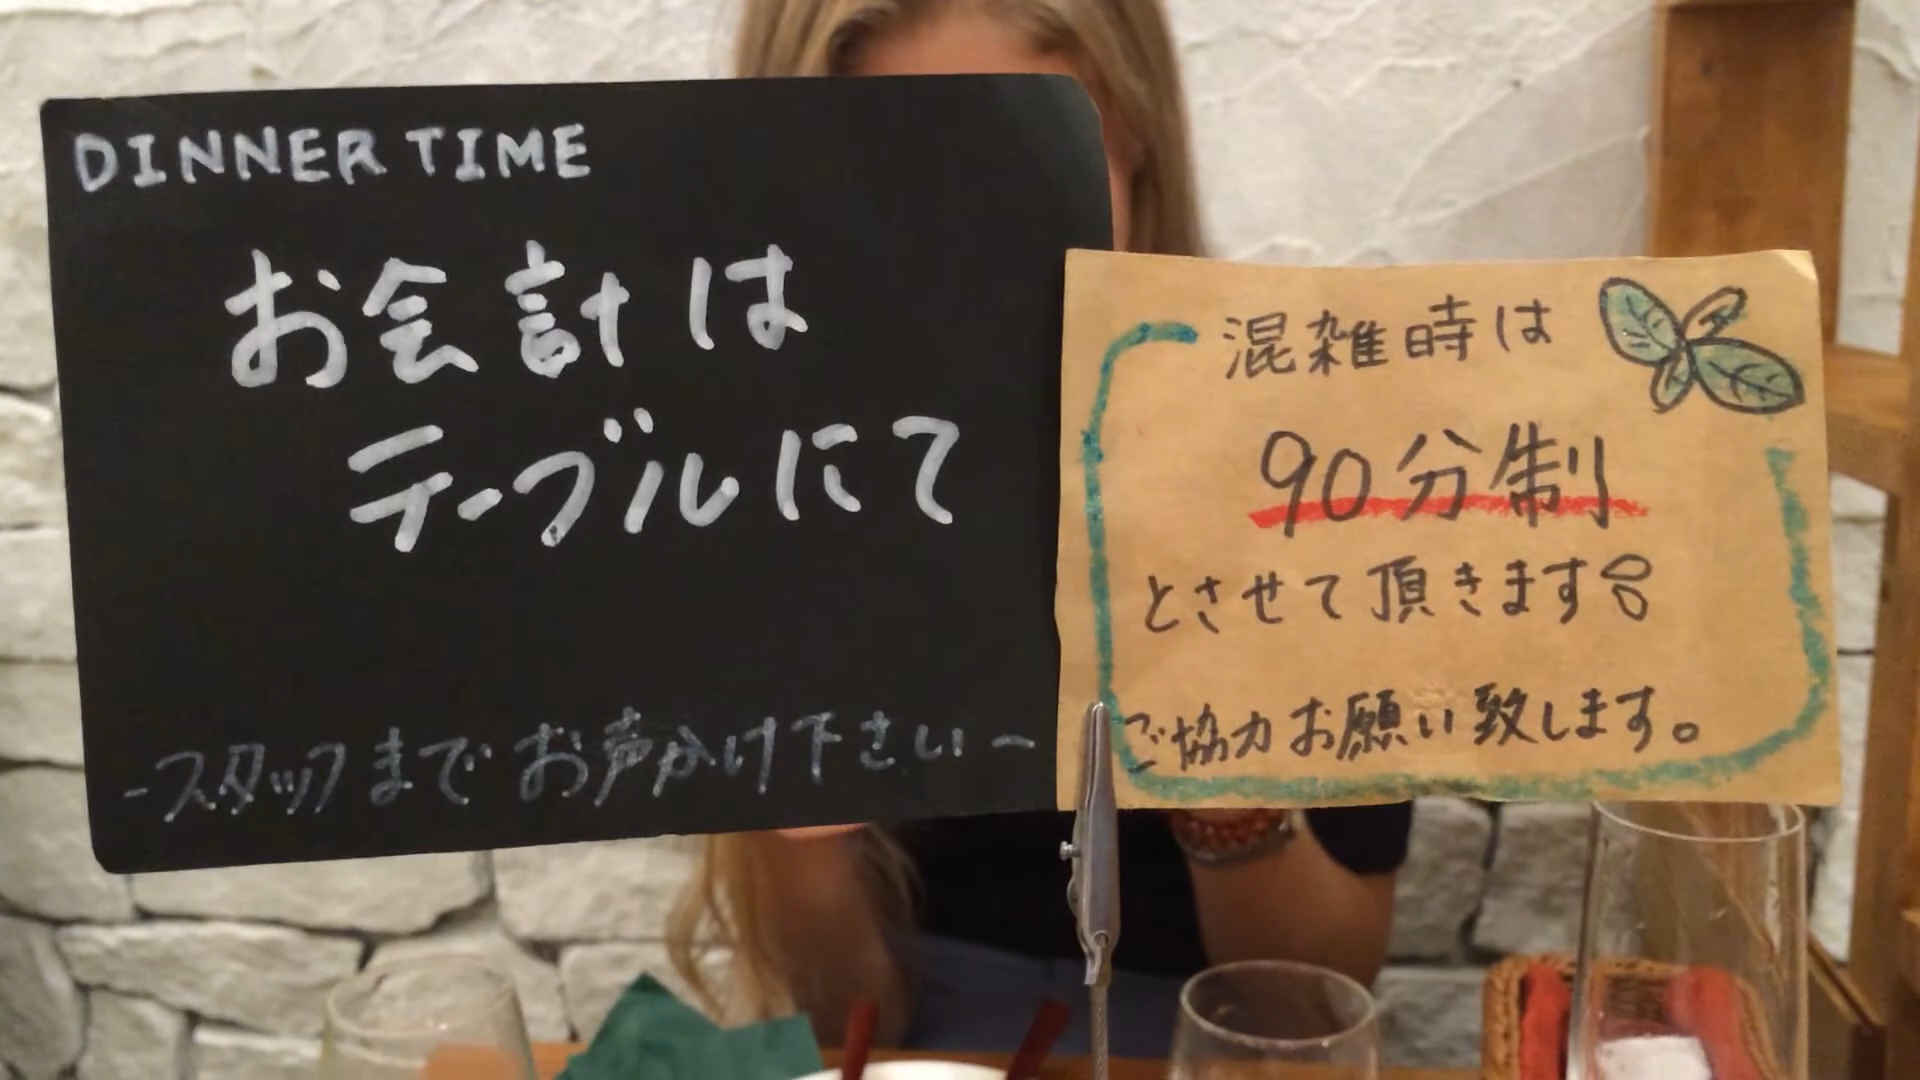 DINNER TIME
お会計は
テーブルにて
-スタッフまでお声がけ下さい-
混雑時は
90分制
とさせて頂きます
ご協力お願い致します。